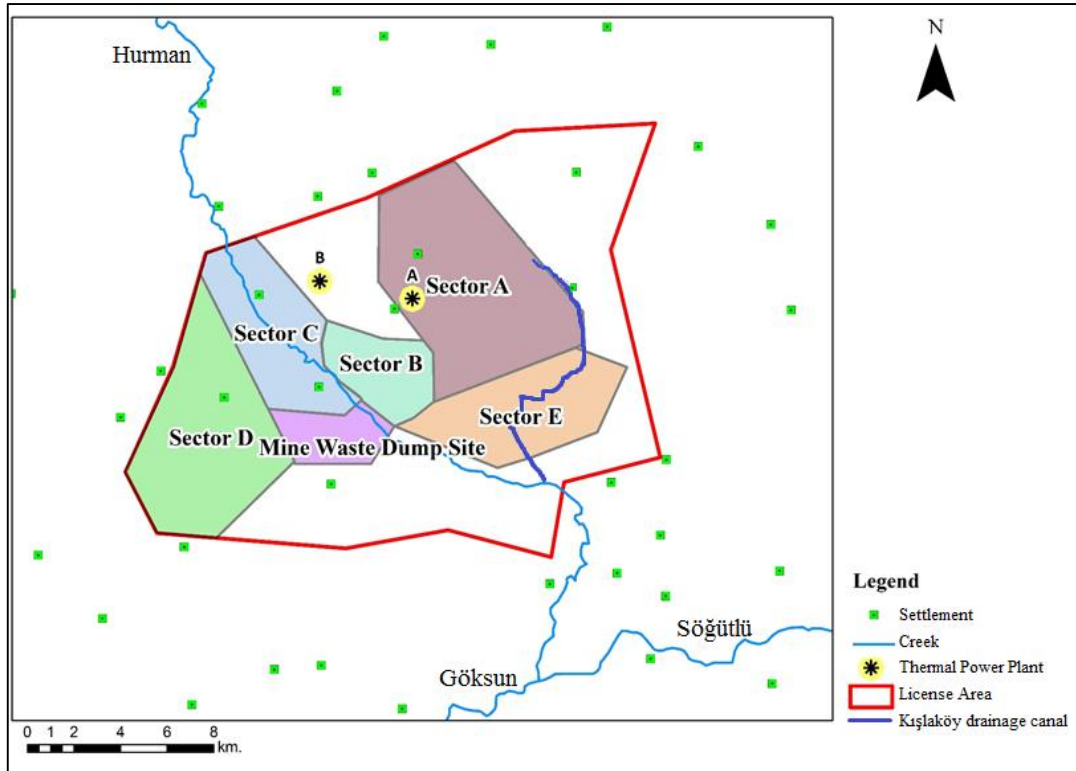 Hurman
N
B
A
Sector A
Sector C
Sector B
Sector E
Sector D
Mine Waste Dump Site
Legend
Settlement
Creek
Thermal Power Plant
License Area
Kışlaköy drainage canal
Söğütlü
Göksun
0 1 2 4 6 8
km.